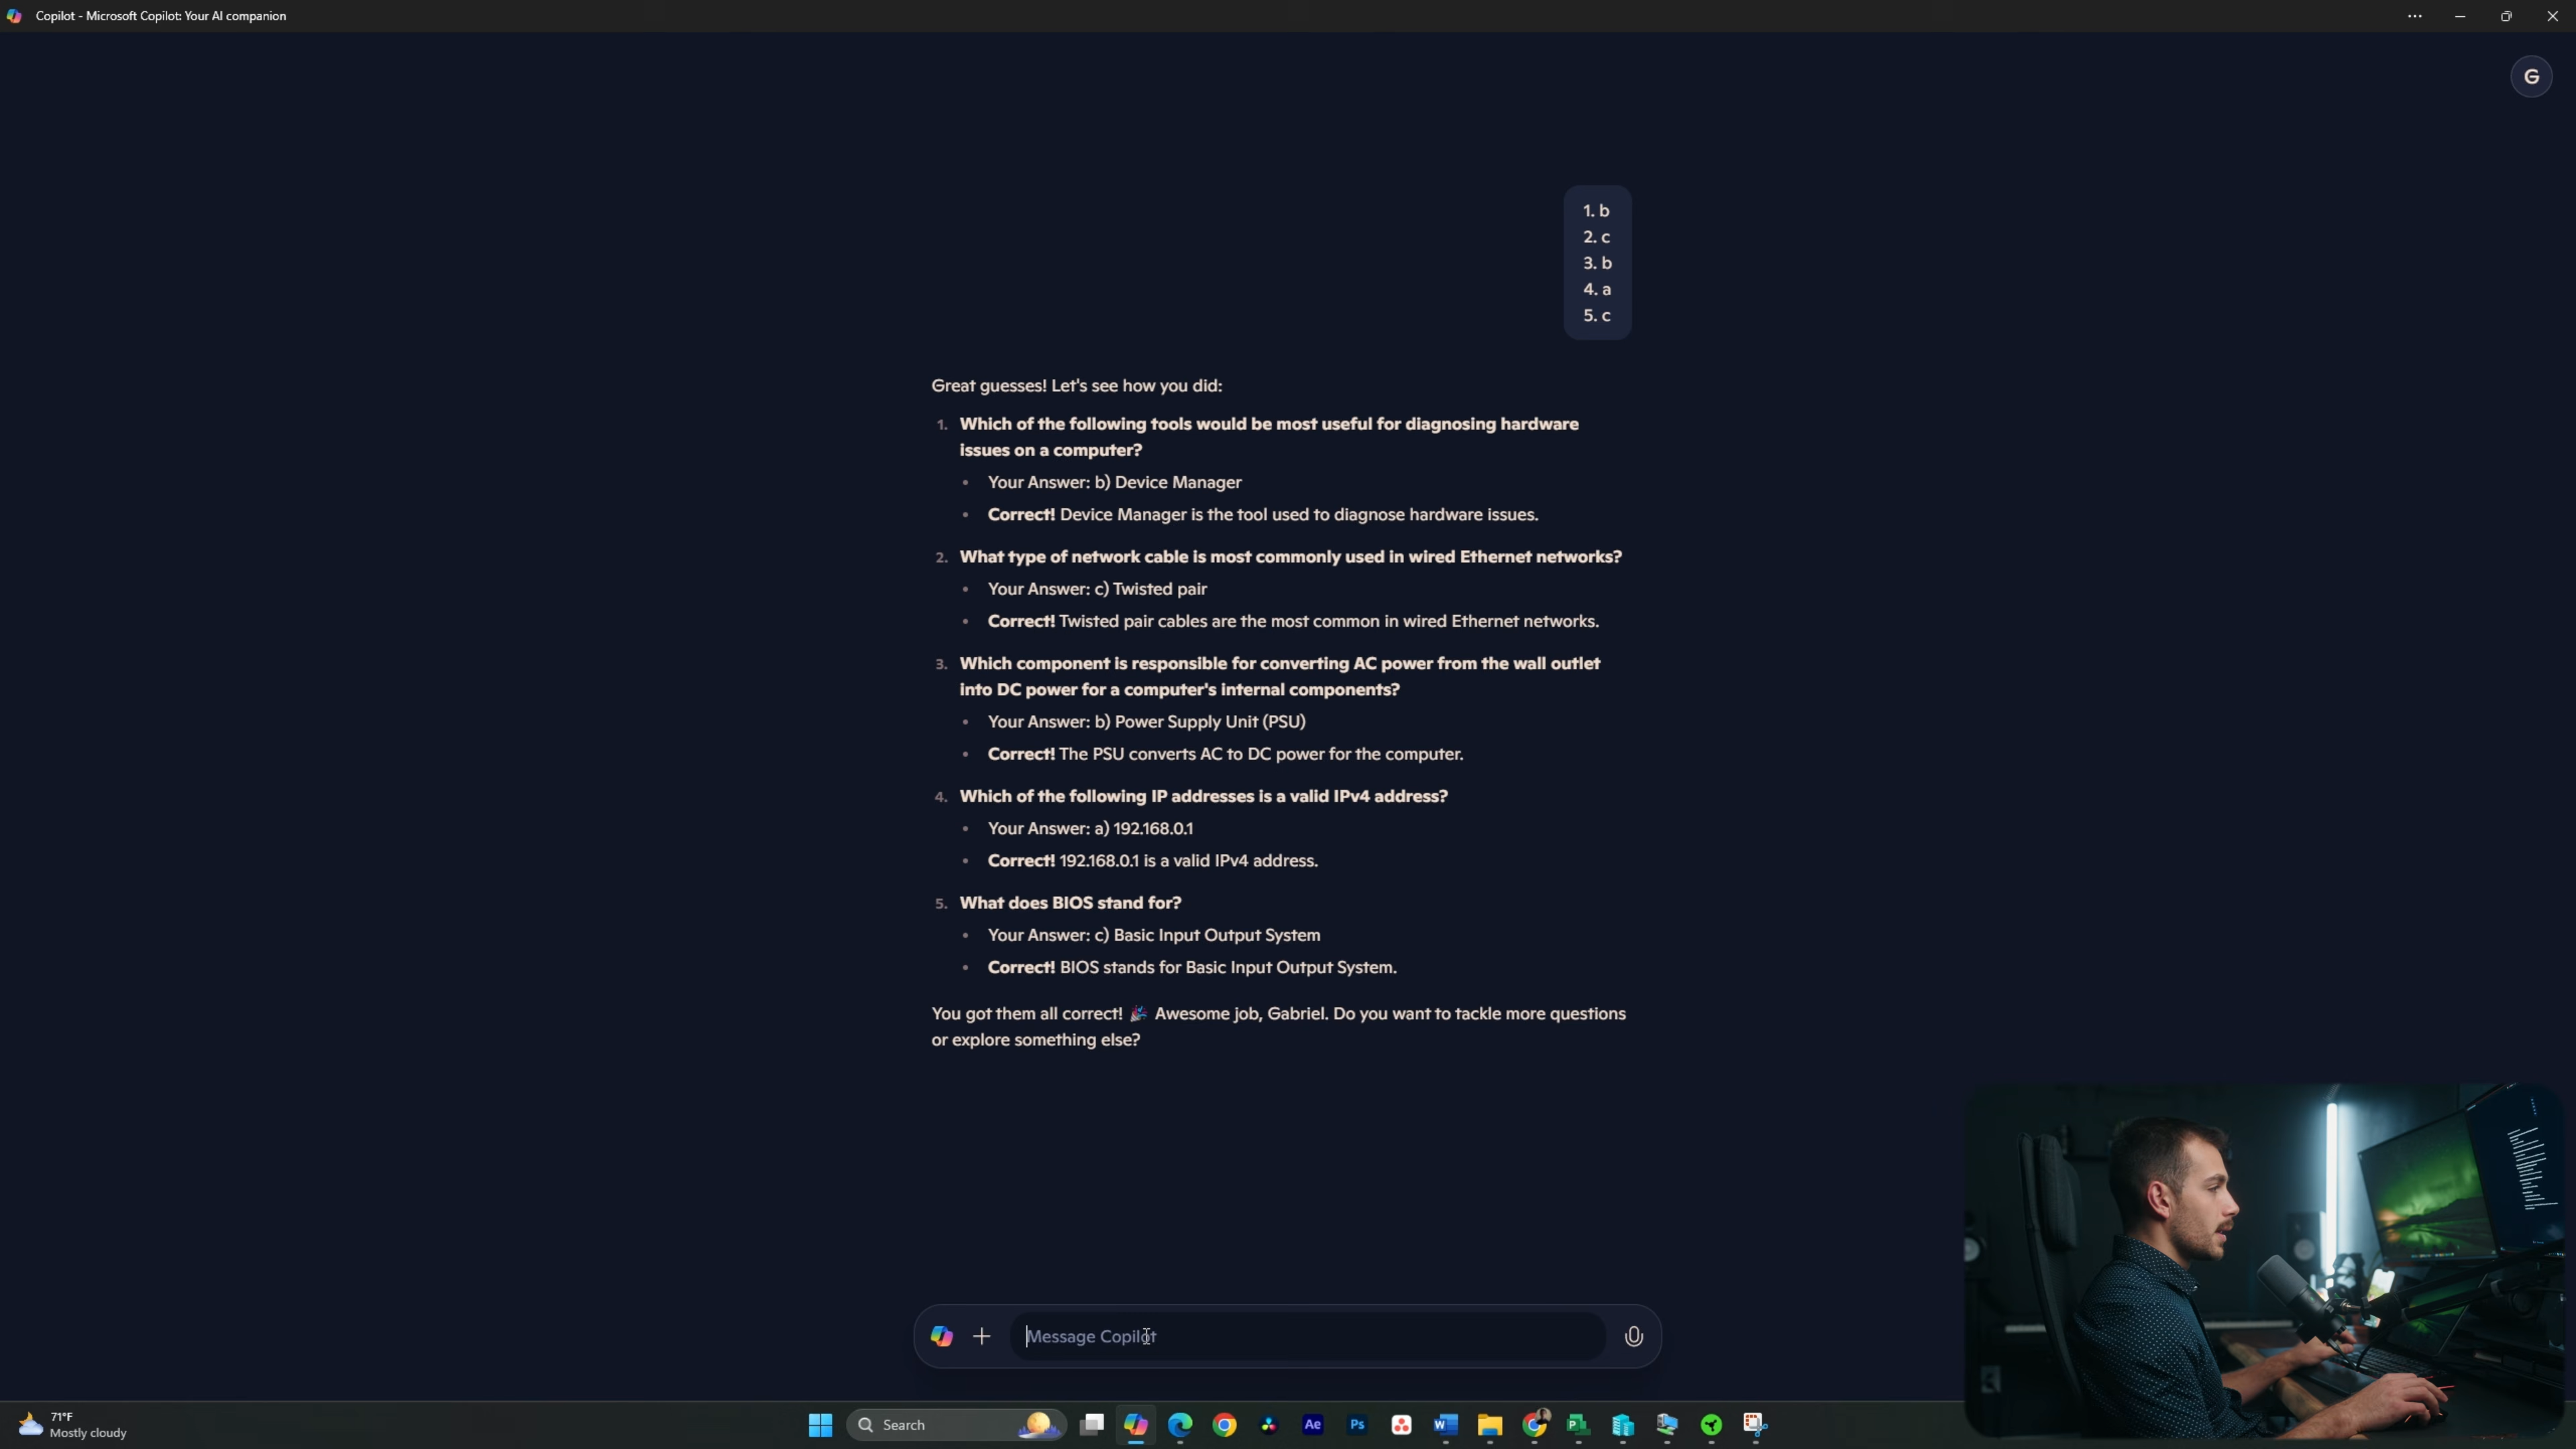 Copilot - Microsoft Copilot: Your AI companion
G
1. b
2. c
3. b
4. a
5. c
Great guesses! Let's see how you did:
1. Which of the following tools would be most useful for diagnosing hardware
issues on a computer?
• Your Answer: b) Device Manager
• Correct! Device Manager is the tool used to diagnose hardware issues.
2. What type of network cable is most commonly used in wired Ethernet networks?
• Your Answer: c) Twisted pair
• Correct! Twisted pair cables are the most common in wired Ethernet networks.
3. Which component is responsible for converting AC power from the wall outlet
into DC power for a computer's internal components?
• Your Answer: b) Power Supply Unit (PSU)
• Correct! The PSU converts AC to DC power for the computer.
4. Which of the following IP addresses is a valid IPv4 address?
• Your Answer: a) 192.168.0.1
• Correct! 192.168.0.1 is a valid IPv4 address.
5. What does BIOS stand for?
• Your Answer: c) Basic Input Output System
• Correct! BIOS stands for Basic Input Output System.
You got them all correct! 🎉 Awesome job, Gabriel. Do you want to tackle more questions
or explore something else?
Message Copilot
71°F
Mostly cloudy
Search
Ae
Ps
W
P